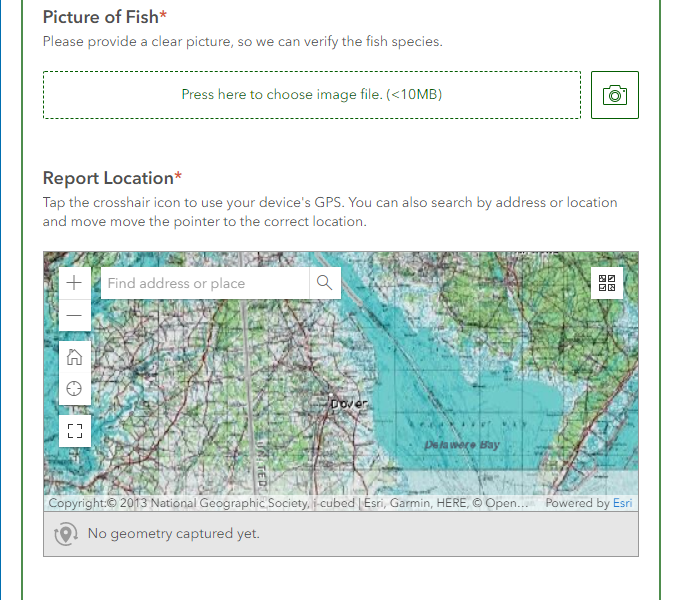 Picture of Fish*
Please provide a clear picture, so we can verify the fish species.
Press here to choose image file. (<10MB)
Report Location*
Tap the crosshair icon to use your device's GPS. You can also search by address or location
and move move the pointer to the correct location.
Find address or place
Dover
Delaware Bay
Copyright:© 2013 National Geographic Society, i-cubed | Esri, Garmin, HERE, © Open... Powered by Esri
No geometry captured yet.